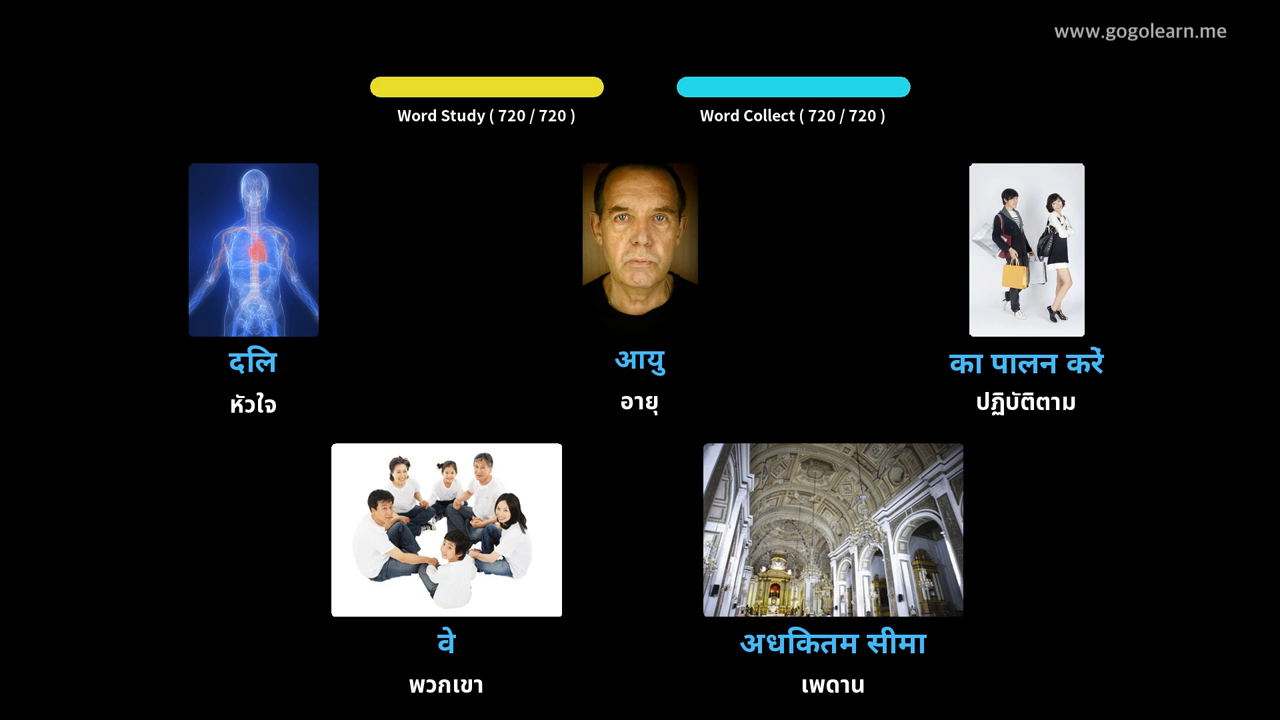 www.gogolearn.me
Word Study ( 720 / 720 )
Word Collect ( 720 / 720 )
दलि
आयु
का पालन करें
หัวใจ
อายุ
ปฏิบัติตาม
वे
अधकितम सीमा
พวกเขา
เพดาน